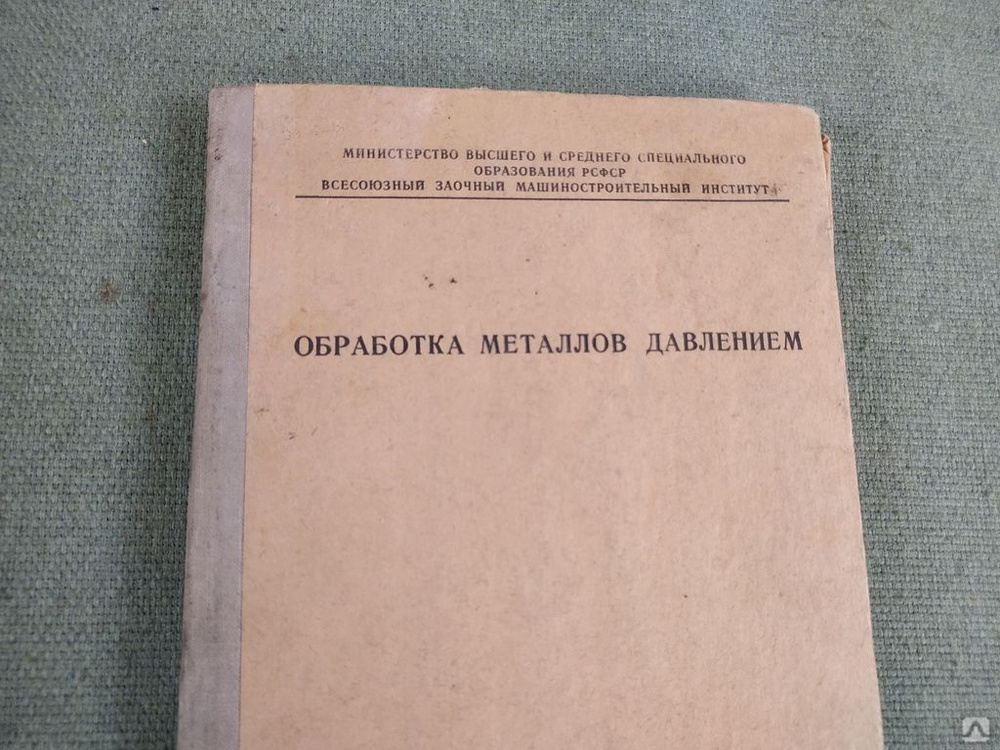 МИНИСТЕРСТВО ВЫСШЕГО И СРЕДНЕГО СПЕЦИАЛЬНОГО
ОБРАЗОВАНИЯ РСФСР
ВСЕСОЮЗНЫЙ ЗАОЧНЫЙ МАШИНОСТРОИТЕЛЬНЫЙ ИНСТИТУТ
ОБРАБОТКА МЕТАЛЛОВ ДАВЛЕНИЕМ